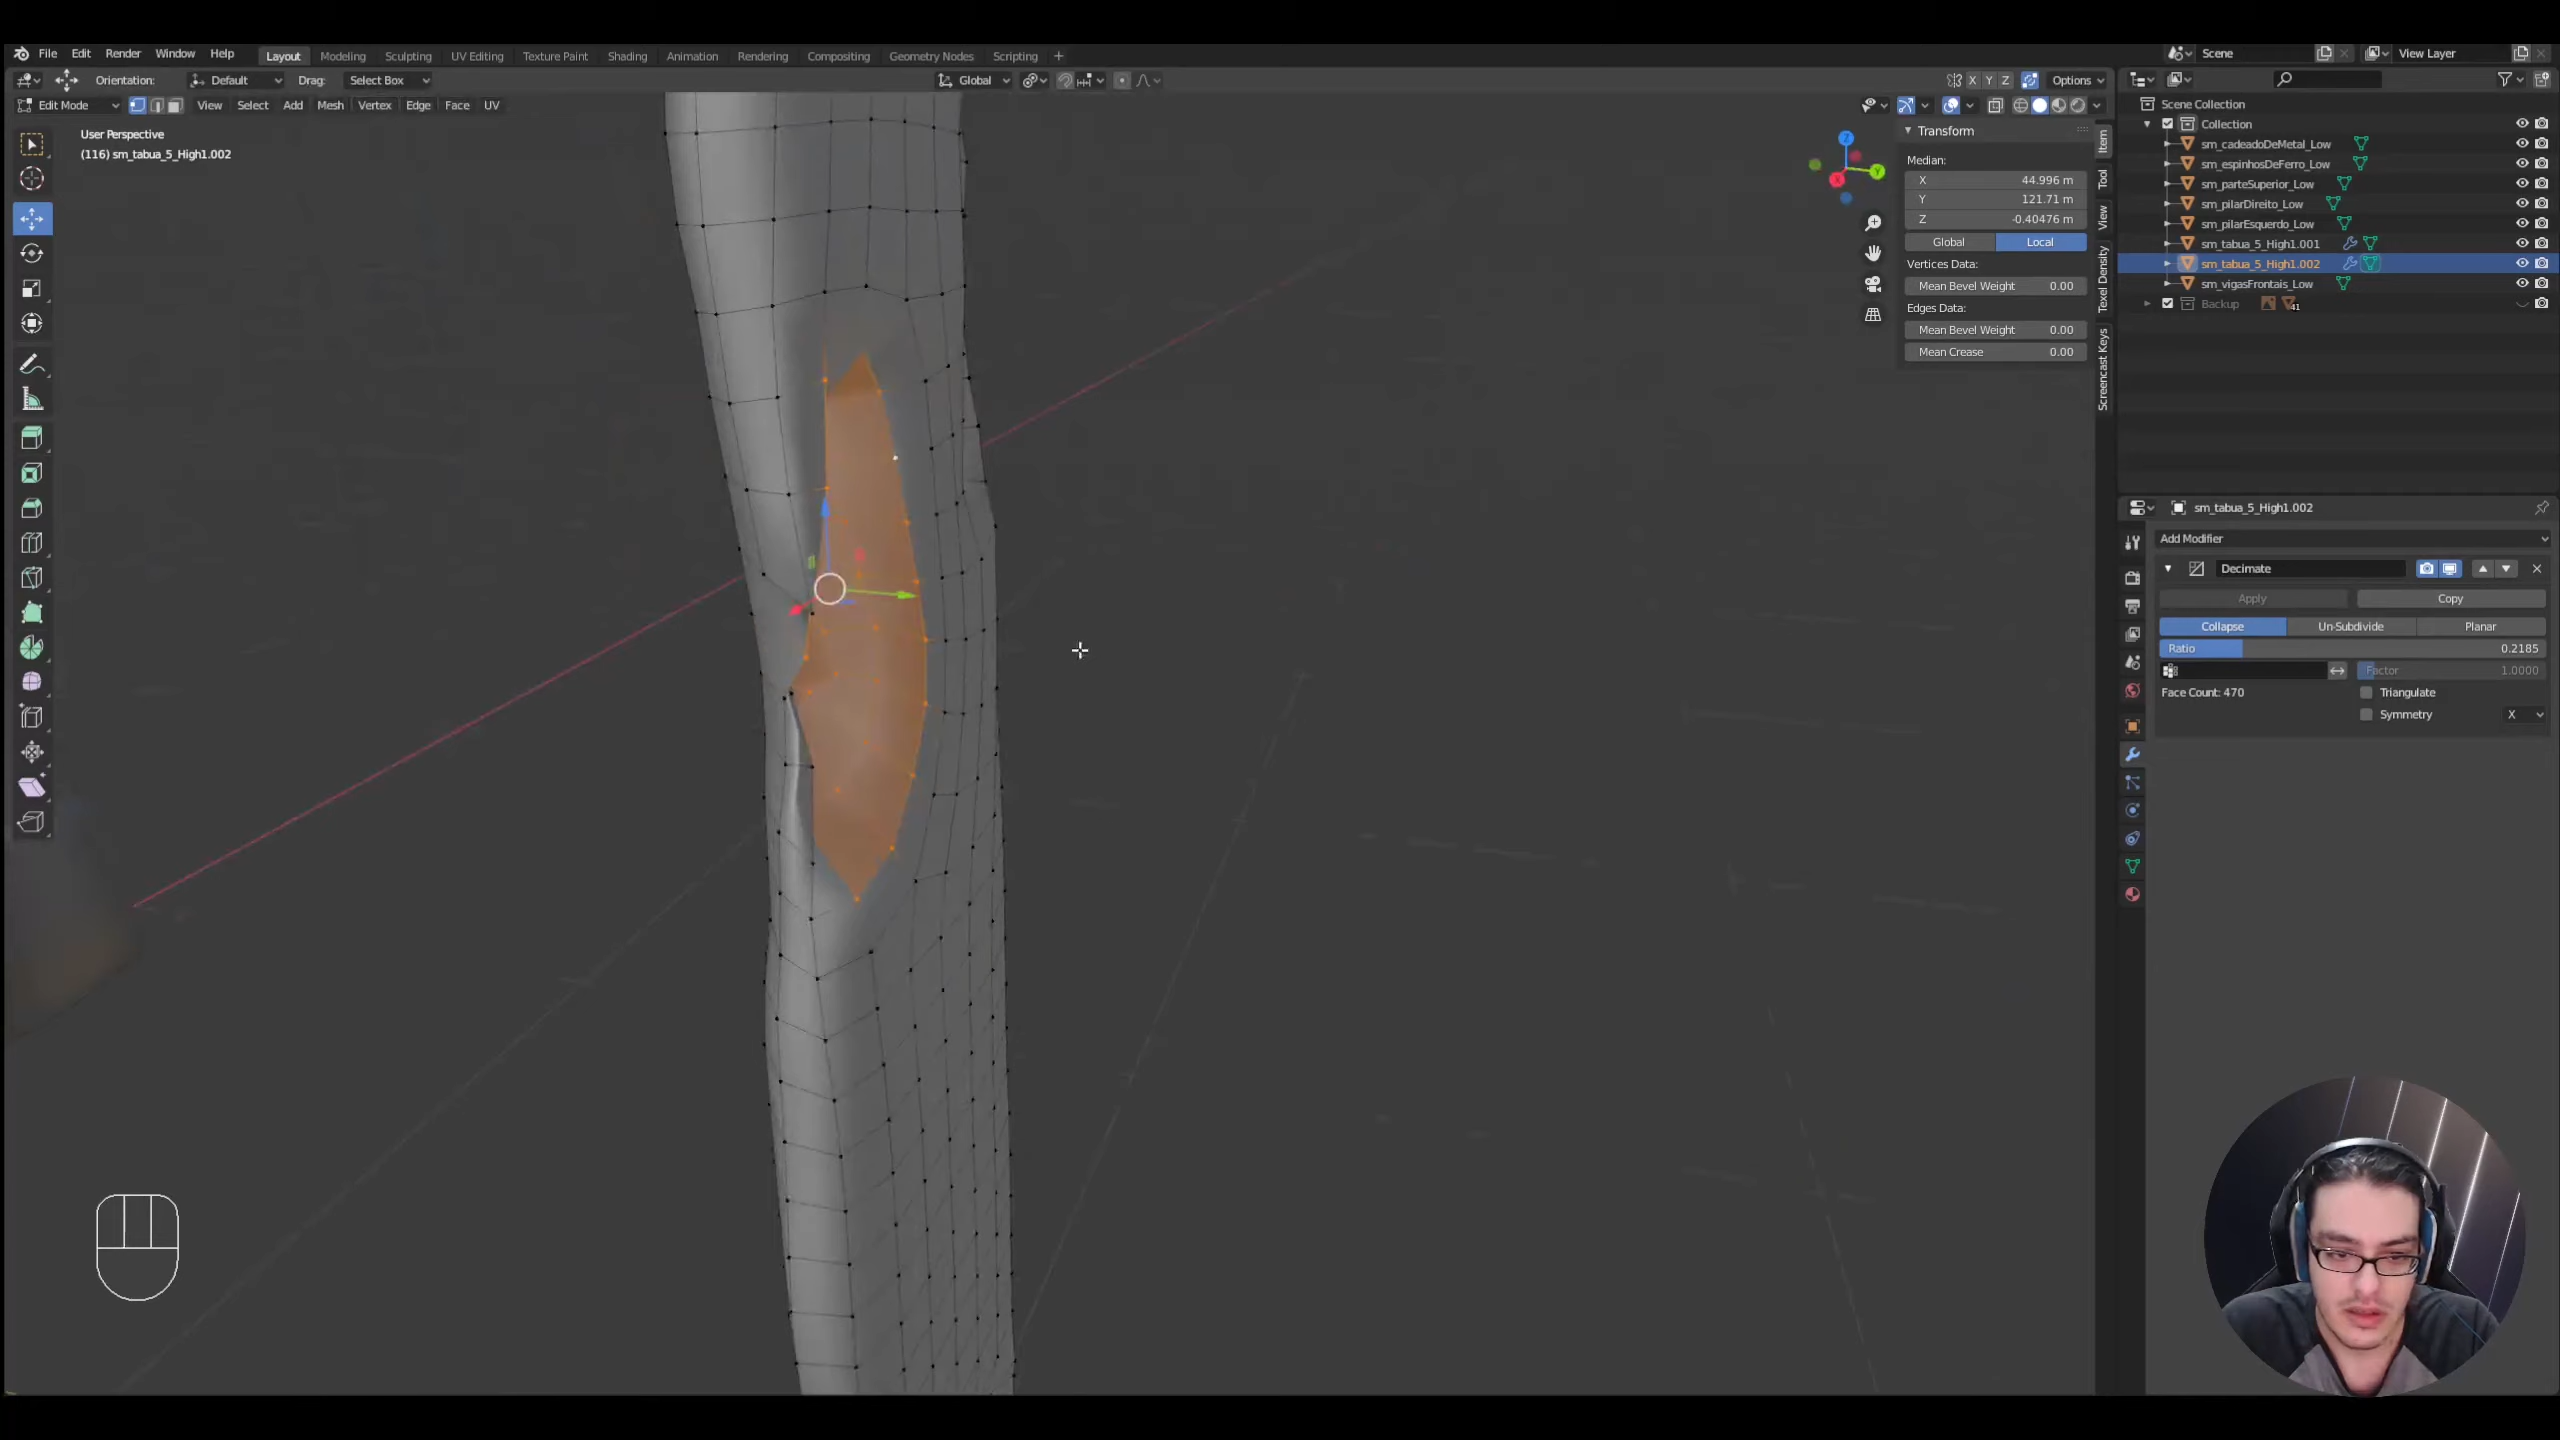 File Edit Render Window Help Layout Modeling Sculpting UV Editing Texture Paint Shading Animation Rendering Compositing Geometry Nodes Scripting + Scene View Layer
Orientation: Default Drag: Select Box Global X Y Z Options
Edit Mode View Select Add Mesh Vertex Edge Face UV
User Perspective
(116) sm_tabua_5_High1.002
Z
Y
X
Transform
Median:
X 44.996 m
Y 121.71 m
Z -0.40476 m
Global Local
Vertices Data:
Mean Bevel Weight 0.00
Edges Data:
Mean Bevel Weight 0.00
Mean Crease 0.00
Item
Tool
View
Texel Density
Screencast Keys
Scene Collection
Collection
sm_cadeadoDeMetal_Low
sm_espinhosDeFerro_Low
sm_parteSuperior_Low
sm_pilarDireito_Low
sm_pilarEsquerdo_Low
sm_tabua_5_High1.001
sm_tabua_5_High1.002
sm_vigasFrontais_Low
Backup 41
sm_tabua_5_High1.002
Add Modifier
Decimate
Apply Copy
Collapse Un-Subdivide Planar
Ratio 0.2185
Factor 1.0000
Face Count: 470 Triangulate
Symmetry X